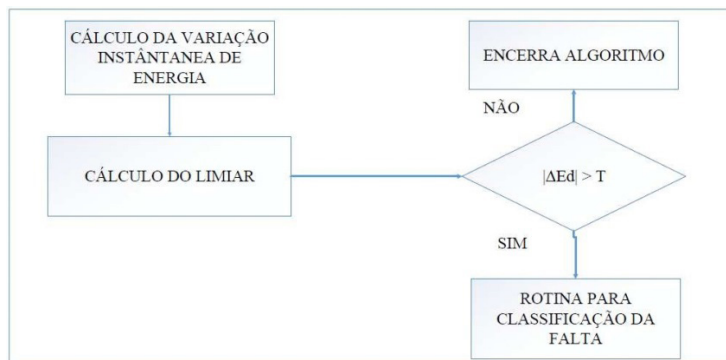 CÁLCULO DA VARIAÇÃO
INSTÂNTANEA DE
ENERGIA
ENCERRA ALGORITMO
NÃO
CÁLCULO DO LIMIAR
|ΔEd| > T
SIM
ROTINA PARA
CLASSIFICAÇÃO DA
FALTA